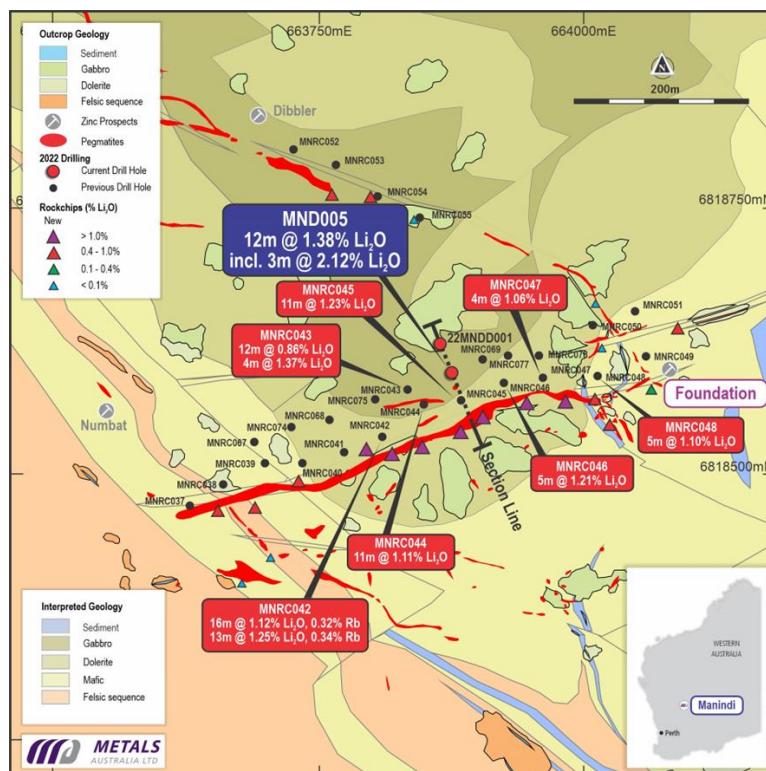 663750mE
664000mE
Outcrop Geology
Sediment
Gabbro
Dolerite
Felsic sequence
Zinc Prospects
Pegmatites
2022 Drilling
Current Drill Hole
Previous Drill Hole
Rockchips (% Li2O)
New
> 1.0%
0.4 - 1.0%
0.1 - 0.4%
< 0.1%
N
200m
Dibbler
MNRC052
MNRC053
MNRC054
MNRC055
6818750mN
MND005
12m @ 1.38% Li2O
incl. 3m @ 2.12% Li2O
MNRC045
11m @ 1.23% Li2O
MNRC047
4m @ 1.06% Li2O
MNRC043
12m @ 0.86% Li2O
4m @ 1.37% Li2O
22MNDD001
MNRC051
MNRC050
MNRC069
MNRC077
MNRC049
MNRC047
MNRC048
MNRC043
MNRC075
MNRC044
MNRC045
MNRC046
Foundation
Numbat
MNRC068
MNRC074
MNRC042
MNRC067
MNRC041
MNRC039
MNRC040
MNRC038
MNRC037
MNRC048
5m @ 1.10% Li2O
MNRC046
5m @ 1.21% Li2O
6818500mN
Section Line
MNRC044
11m @ 1.11% Li2O
MNRC042
16m @ 1.12% Li2O, 0.32% Rb
13m @ 1.25% Li2O, 0.34% Rb
Interpreted Geology
Sediment
Gabbro
Dolerite
Mafic
Felsic sequence
METALS
AUSTRALIA LTD
WESTERN
AUSTRALIA
Manindi
Perth